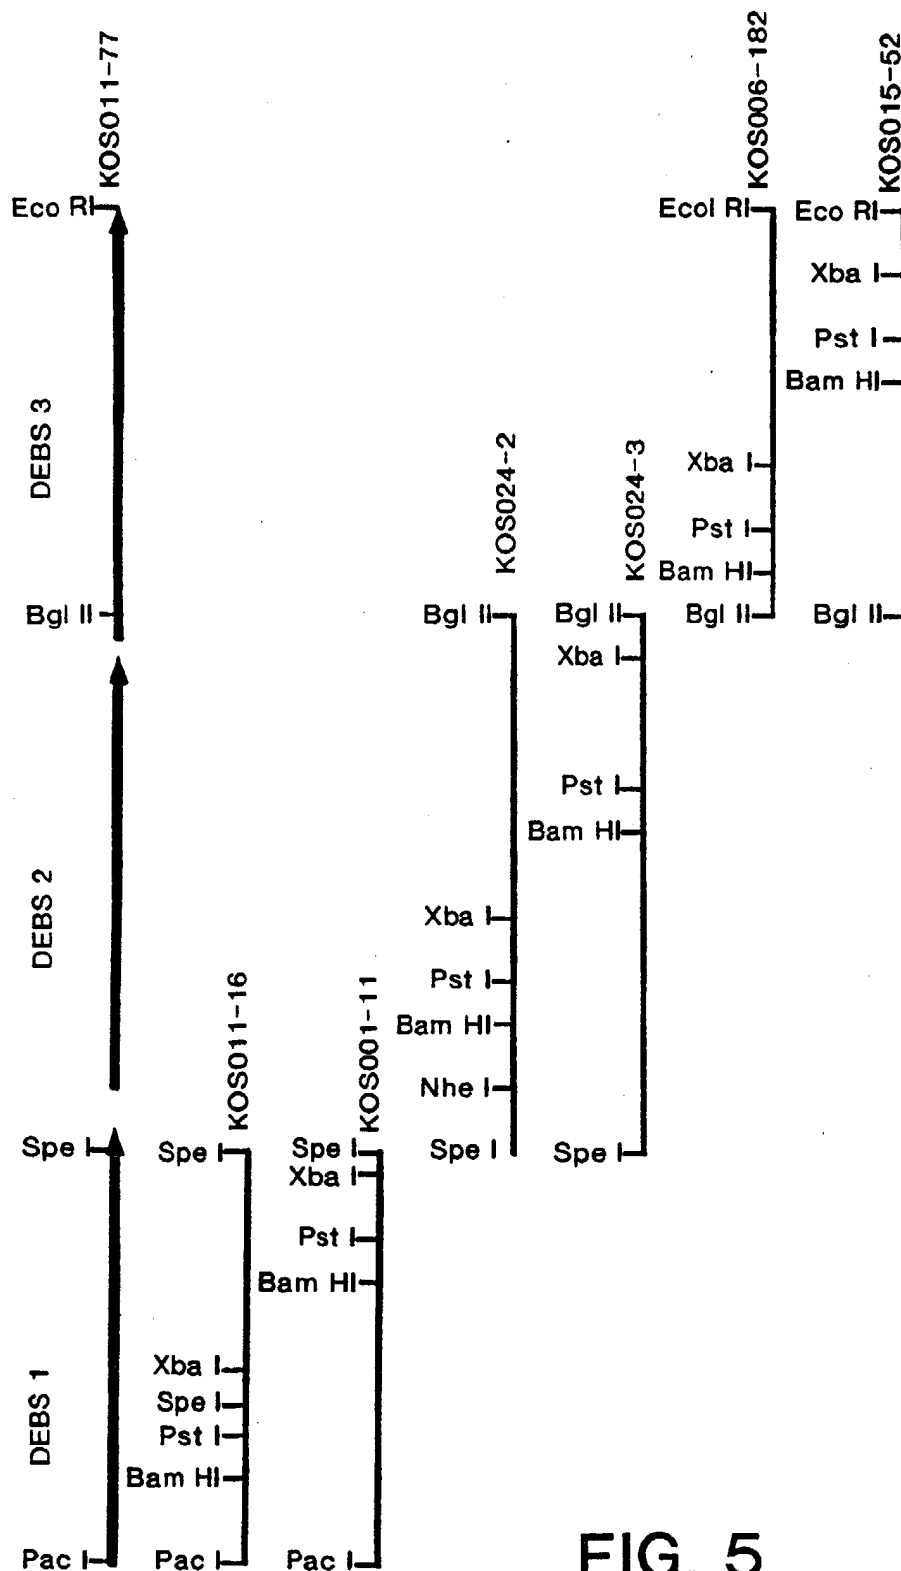 KOS011-77
KOS006-182
KOS015-52
Eco RI
EcoI RI
Eco RI
Xba I
Pst I
Bam HI
DEBS 3
KOS024-2
KOS024-3
Xba I
Pst I
Bam HI
Bgl II
Bgl II
Bgl II
Bgl II
Bgl II
Xba I
Pst I
Bam HI
DEBS 2
Xba I
Pst I
Bam HI
Nhe I
KOS011-16
KOS001-11
Spe I
Spe I
Spe I
Spe I
Spe I
Xba I
Pst I
Bam HI
DEBS 1
Xba I
Spe I
Pst I
Bam HI
Pac I
Pac I
Pac I
FIG. 5